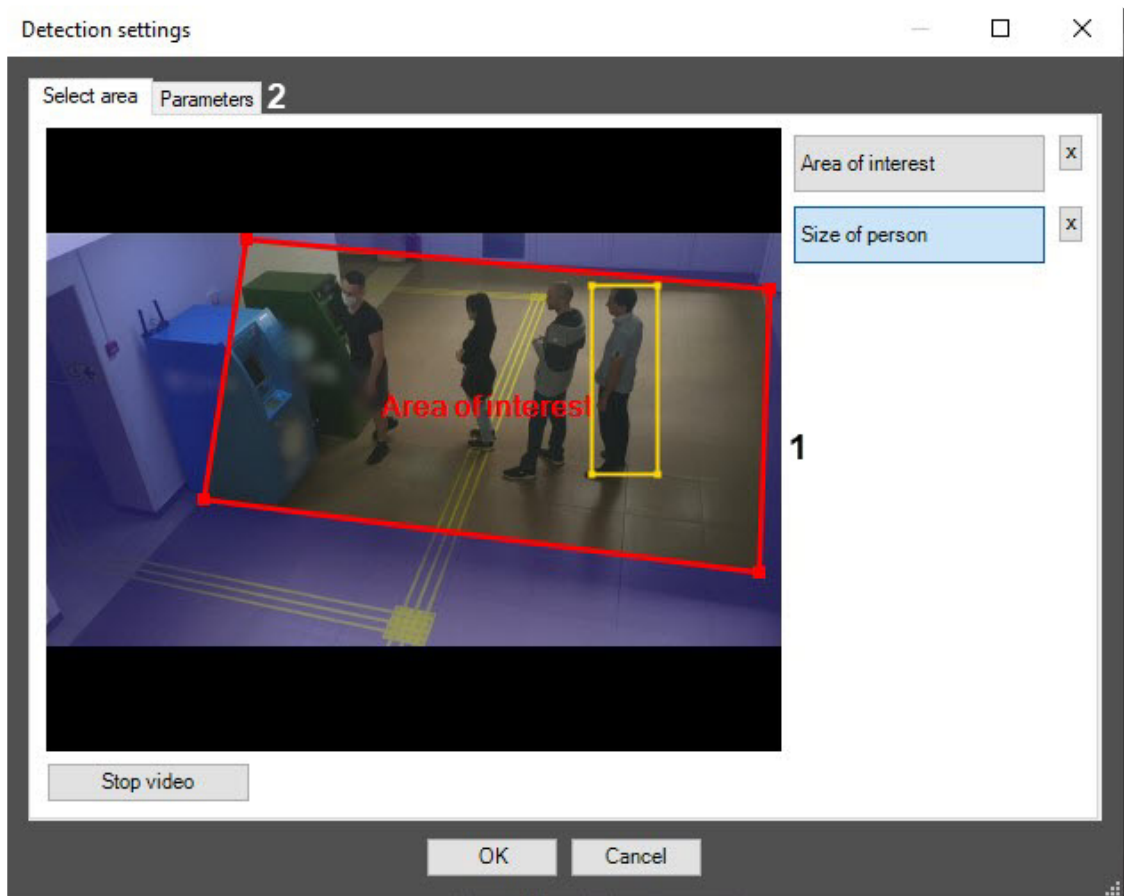 Detection settings
Select area
Parameters
2
Area of interest
x
Size of person
x
Area of interest
1
Stop video
OK
Cancel